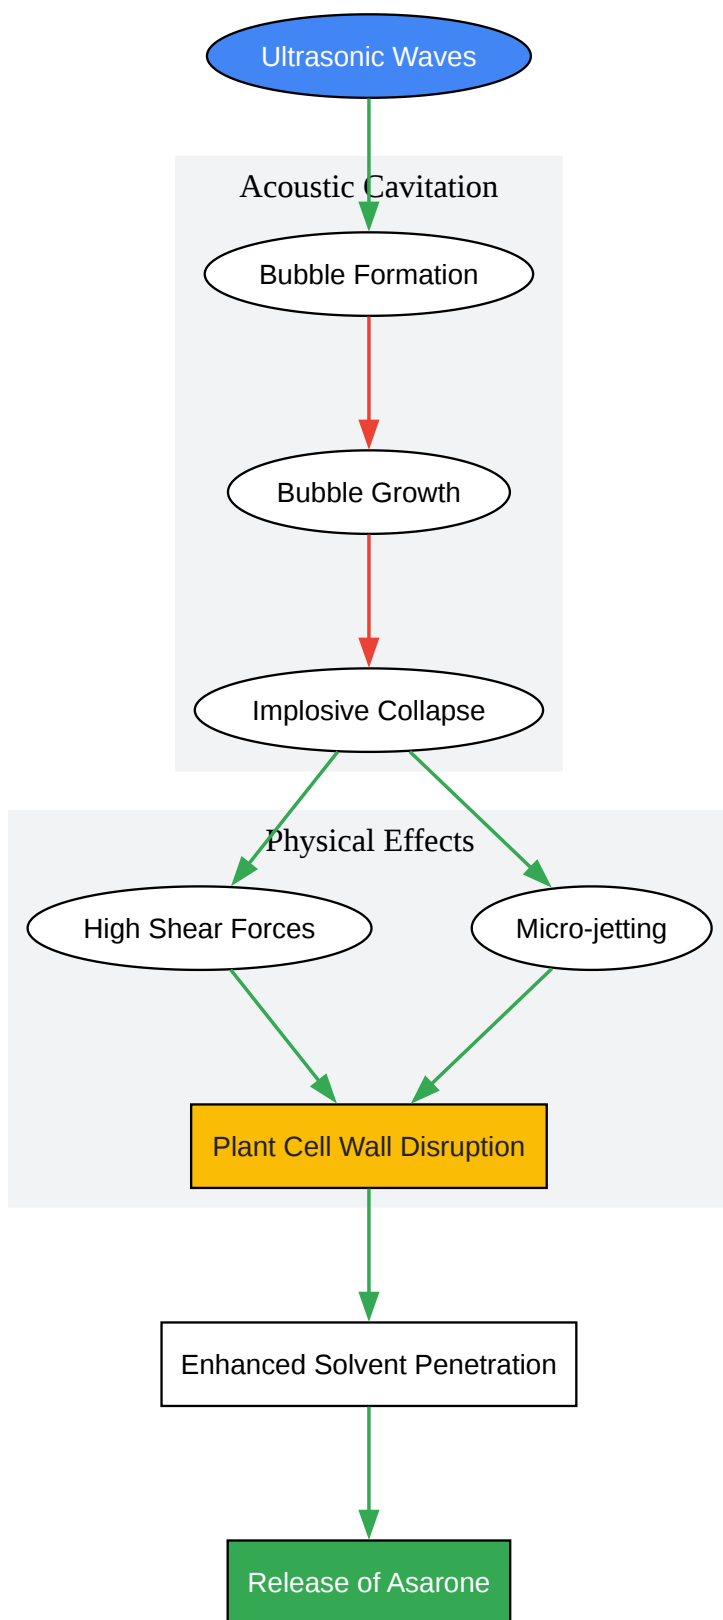 Ultrasonic Waves
Acoustic Cavitation
Bubble Formation
Bubble Growth
Implosive Collapse
Physical Effects
High Shear Forces
Micro-jetting
Plant Cell Wall Disruption
Enhanced Solvent Penetration
Release of Asarone